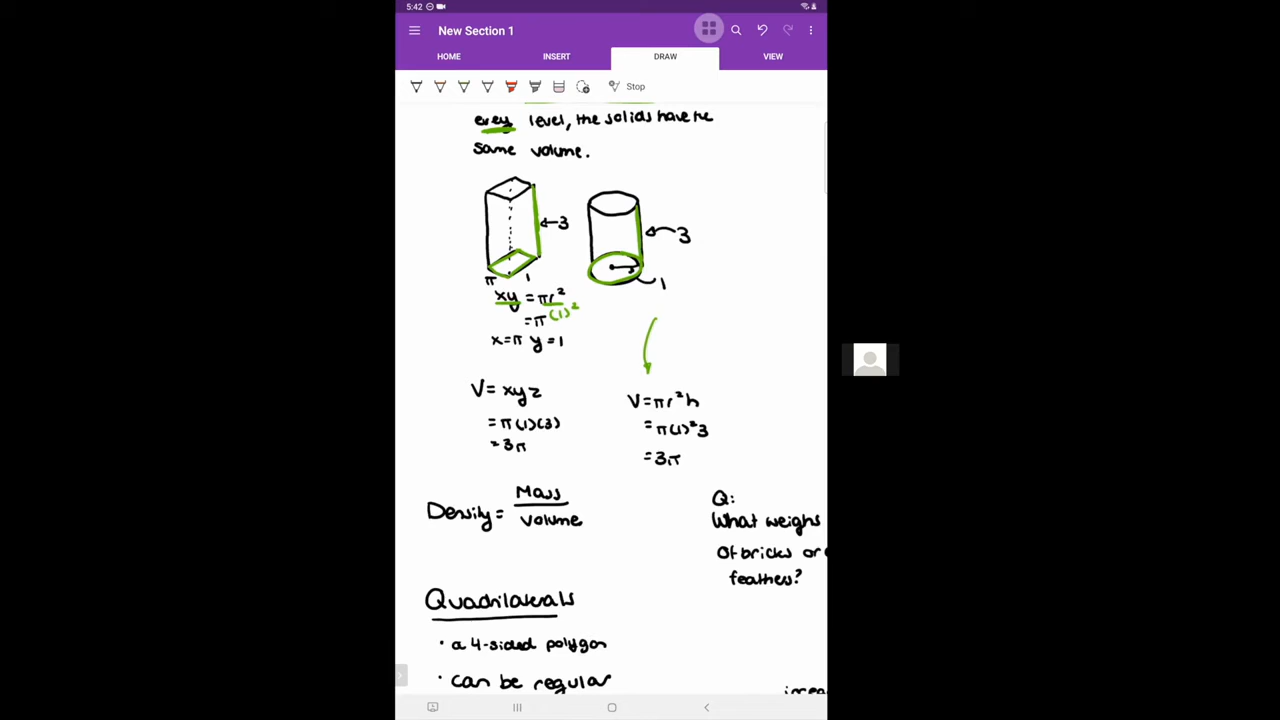 5:42
New Section 1
HOME INSERT DRAW VIEW
Stop
every level, the solids have the
same volume.
←3
←3
π 1
1
xy = πr²
(1)²
=π
x=π y=1
V= xyz
=π(1)(3)
=3π
V=πr²h
=π(1)²3
=3π
Density= Mass
Volume
Q:
What weighs
Of bricks or
feathes?
Quadrilaterals
· a 4-sided polygon
· can be regular